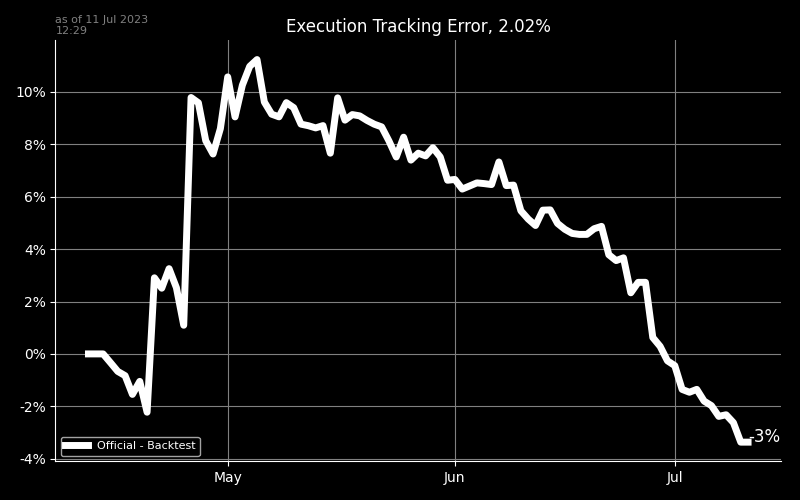 as of 11 Jul 2023
12:29
Execution Tracking Error, 2.02%
10%
8%
6%
4%
2%
0%
-2%
-4%
-3%
Official - Backtest
May
Jun
Jul